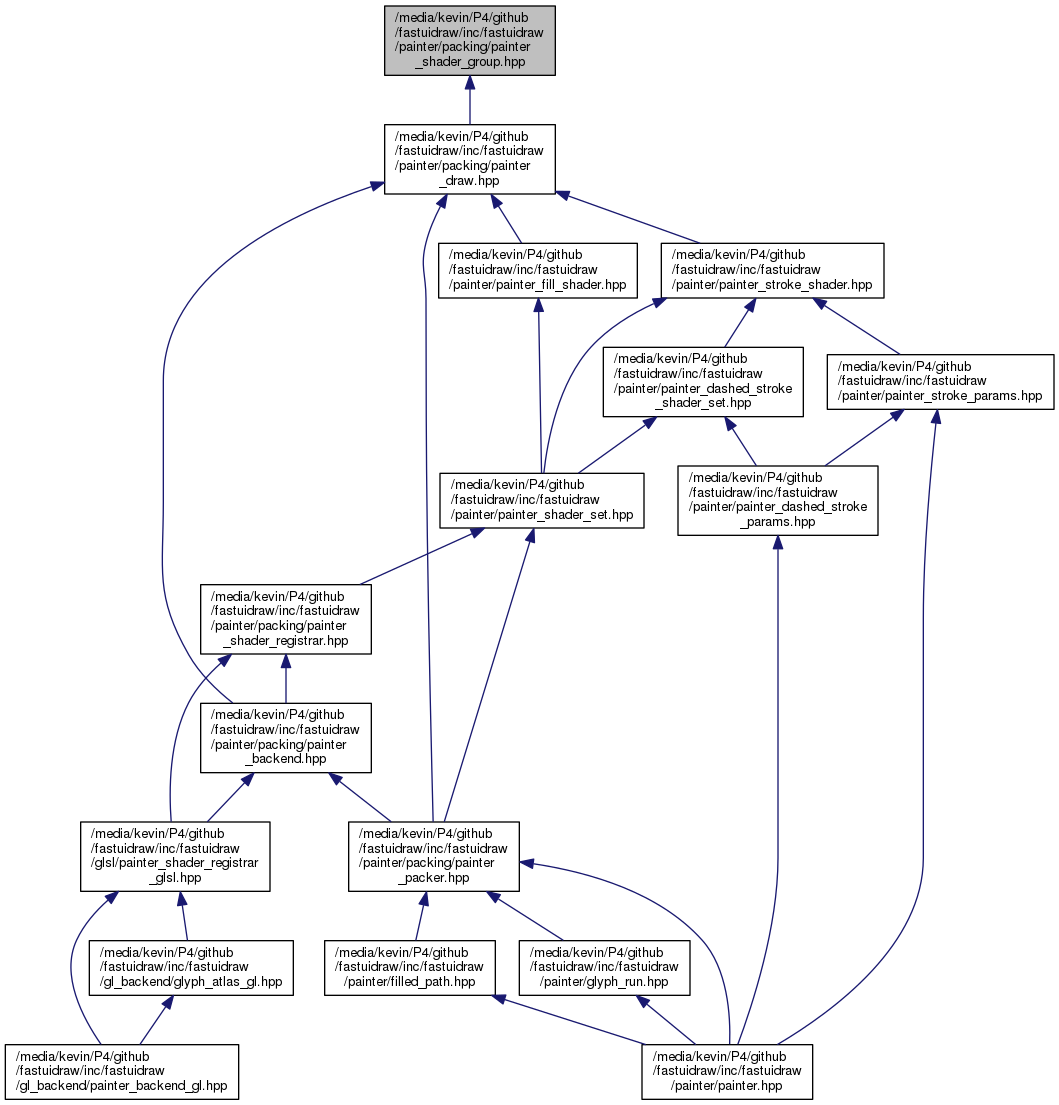 /media/kevin/P4/github
/fastuidraw/inc/fastuidraw
/painter/packing/painter
_shader_group.hpp
/media/kevin/P4/github
/fastuidraw/inc/fastuidraw
/painter/packing/painter
_draw.hpp
/media/kevin/P4/github
/fastuidraw/inc/fastuidraw
/painter/painter_fill_shader.hpp
/media/kevin/P4/github
/fastuidraw/inc/fastuidraw
/painter/painter_stroke_shader.hpp
/media/kevin/P4/github
/fastuidraw/inc/fastuidraw
/painter/painter_dashed_stroke
_shader_set.hpp
/media/kevin/P4/github
/fastuidraw/inc/fastuidraw
/painter/painter_stroke_params.hpp
/media/kevin/P4/github
/fastuidraw/inc/fastuidraw
/painter/painter_shader_set.hpp
/media/kevin/P4/github
/fastuidraw/inc/fastuidraw
/painter/painter_dashed_stroke
_params.hpp
/media/kevin/P4/github
/fastuidraw/inc/fastuidraw
/painter/packing/painter
_shader_registrar.hpp
/media/kevin/P4/github
/fastuidraw/inc/fastuidraw
/painter/packing/painter
_backend.hpp
/media/kevin/P4/github
/fastuidraw/inc/fastuidraw
/glsl/painter_shader_registrar
_glsl.hpp
/media/kevin/P4/github
/fastuidraw/inc/fastuidraw
/painter/packing/painter
_packer.hpp
/media/kevin/P4/github
/fastuidraw/inc/fastuidraw
/gl_backend/glyph_atlas_gl.hpp
/media/kevin/P4/github
/fastuidraw/inc/fastuidraw
/painter/filled_path.hpp
/media/kevin/P4/github
/fastuidraw/inc/fastuidraw
/painter/glyph_run.hpp
/media/kevin/P4/github
/fastuidraw/inc/fastuidraw
/gl_backend/painter_backend_gl.hpp
/media/kevin/P4/github
/fastuidraw/inc/fastuidraw
/painter/painter.hpp